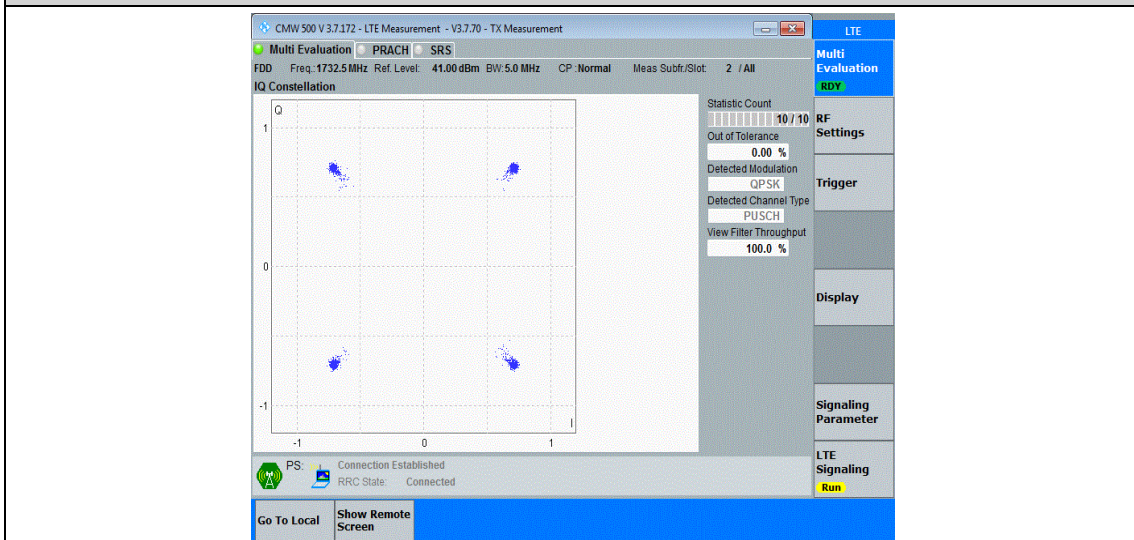 CMW 500 V 3.7.172 - LTE Measurement - V3.7.70 - TX Measurement
LTE
Multi Evaluation PRACH SRS
Multi
Evaluation
RDY
FDD Freq.:1732.5 MHz Ref. Level: 41.00 dBm BW:5.0 MHz CP :Normal Meas Subfr./Slot: 2 / All
IQ Constellation
Q
1
0
-1
-1 0 1
I
Statistic Count
10 / 10
Out of Tolerance
0.00 %
Detected Modulation
QPSK
Detected Channel Type
PUSCH
View Filter Throughput
100.0 %
RF
Settings
Trigger
Display
Signaling
Parameter
LTE
Signaling
Run
PS: Connection Established
RRC State: Connected
Go To Local
Show Remote
Screen